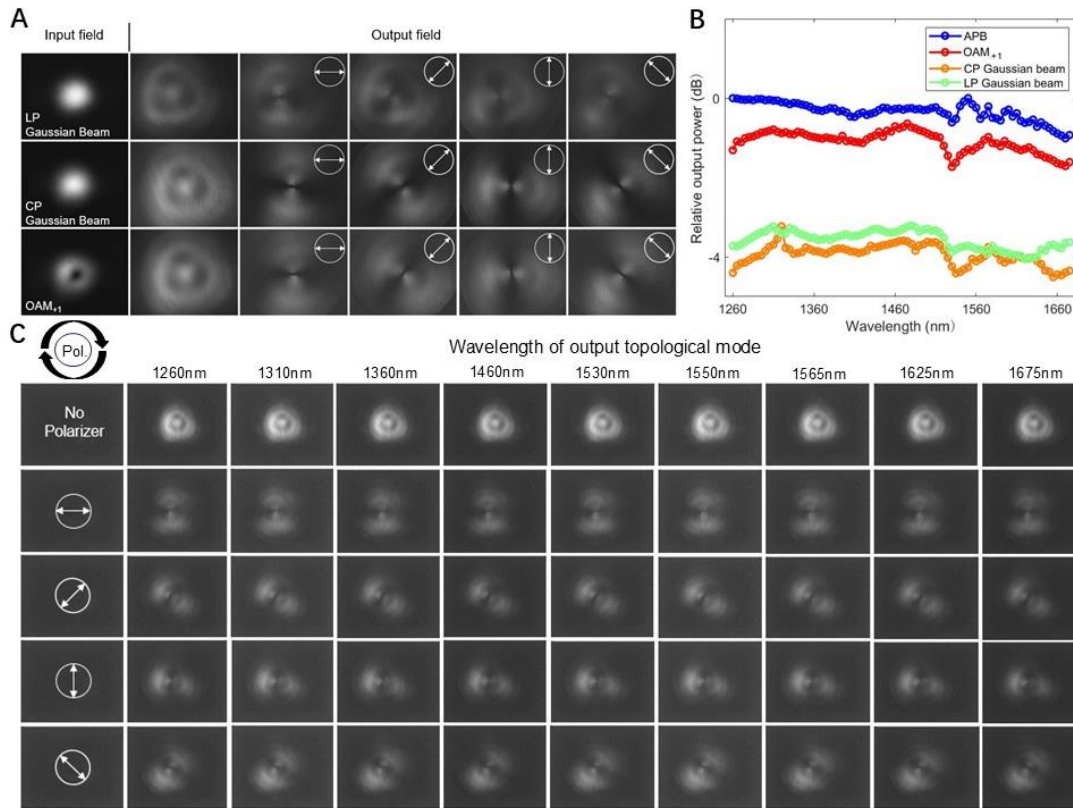 A
Input field
Output field
LP
Gaussian Beam
CP
Gaussian Beam
OAM₊₁
B
APB
OAM₊₁
CP Gaussian beam
LP Gaussian beam
Relative output power (dB)
0
-4
1260
1360
1460
1560
1660
Wavelength (nm)
C
Pol.
Wavelength of output topological mode
1260nm
1310nm
1360nm
1460nm
1530nm
1550nm
1565nm
1625nm
1675nm
No
Polarizer